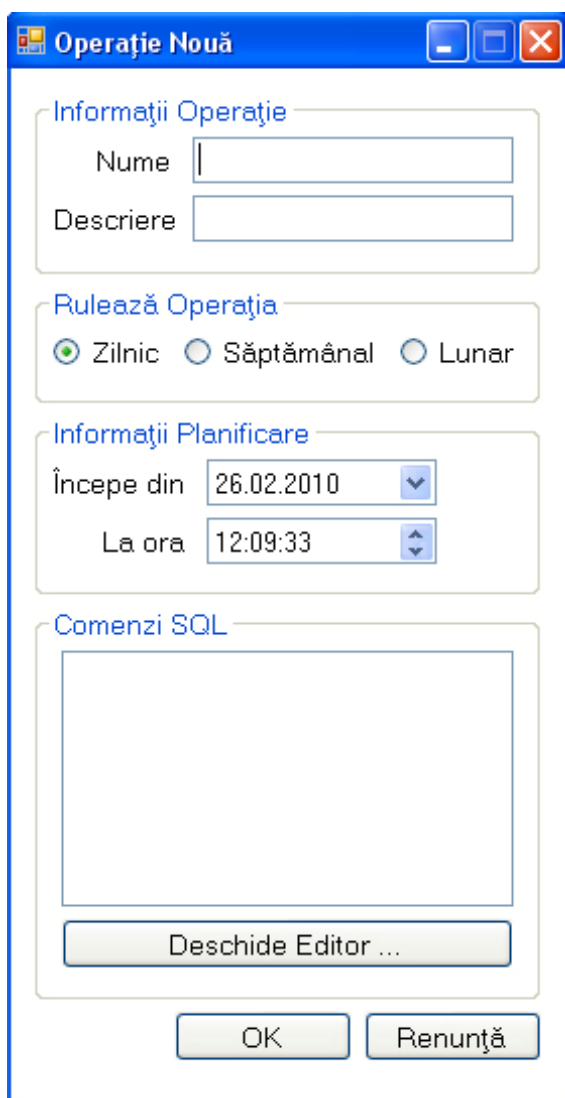 Operaţie Nouă
Informaţii Operaţie
Nume
Descriere
Rulează Operaţia
Zilnic Săptămânal Lunar
Informaţii Planificare
Începe din 26.02.2010
La ora 12:09:33
Comenzi SQL
Deschide Editor ...
OK Renunţă